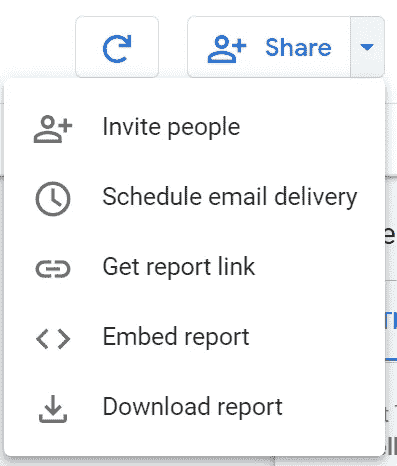 Share
Invite people
Schedule email delivery
Get report link
Embed report
Download report